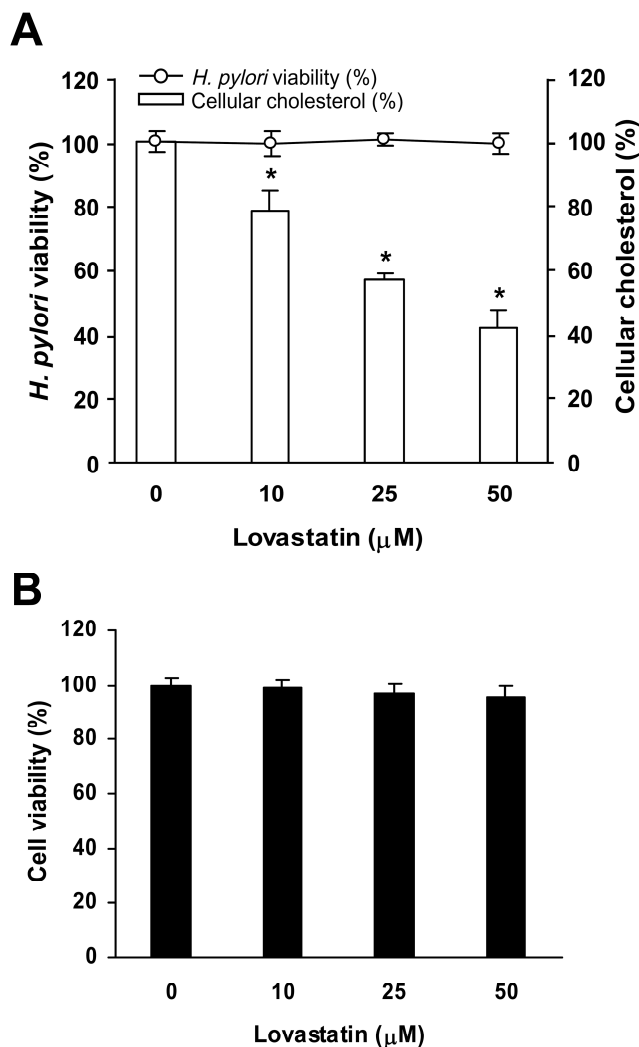 A
H. pylori viability (%)
Cellular cholesterol (%)
120
100
80
60
40
20
0
H. pylori viability (%)
120
100
80
60
40
20
0
Cellular cholesterol (%)
*
*
*
0 10 25 50
Lovastatin (μM)
B
120
100
80
60
40
20
0
Cell viability (%)
0 10 25 50
Lovastatin (μM)